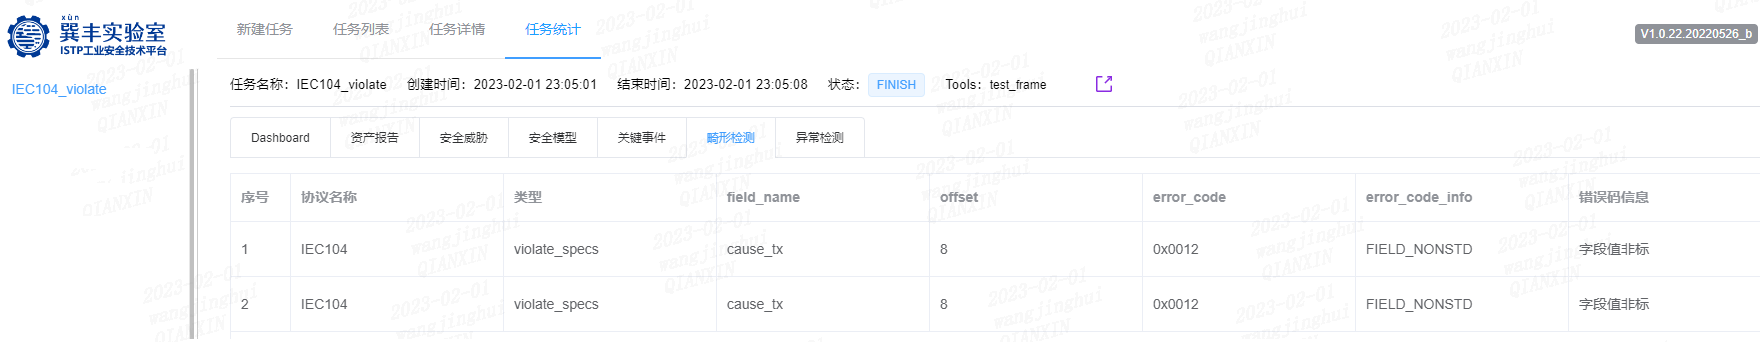 xùn
巽丰实验室
ISTP工业安全技术平台
新建任务 任务列表 任务详情 任务统计
V1.0.22.20220526_b
IEC104_violate
任务名称：IEC104_violate 创建时间：2023-02-01 23:05:01 结束时间：2023-02-01 23:05:08 状态： FINISH Tools：test_frame
Dashboard 资产报告 安全威胁 安全模型 关键事件 畸形检测 异常检测
序号 协议名称 类型 field_name offset error_code error_code_info 错误码信息
1 IEC104 violate_specs cause_tx 8 0x0012 FIELD_NONSTD 字段值非标
2 IEC104 violate_specs cause_tx 8 0x0012 FIELD_NONSTD 字段值非标
2023-02-01
wangjinghui
QIANXIN